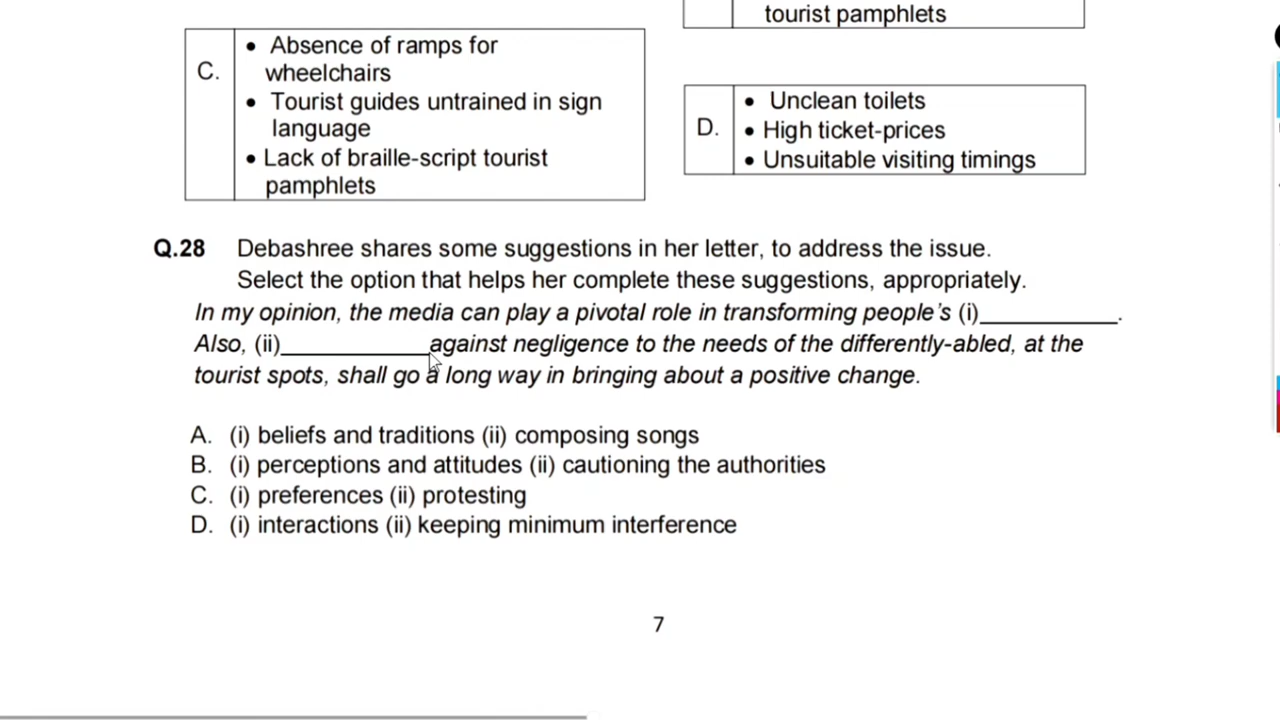 tourist pamphlets
C.
• Absence of ramps for
wheelchairs
• Tourist guides untrained in sign
language
• Lack of braille-script tourist
pamphlets
D.
• Unclean toilets
• High ticket-prices
• Unsuitable visiting timings
Q.28 Debashree shares some suggestions in her letter, to address the issue.
Select the option that helps her complete these suggestions, appropriately.
In my opinion, the media can play a pivotal role in transforming people's (i)___________.
Also, (ii)____________against negligence to the needs of the differently-abled, at the
tourist spots, shall go a long way in bringing about a positive change.
A. (i) beliefs and traditions (ii) composing songs
B. (i) perceptions and attitudes (ii) cautioning the authorities
C. (i) preferences (ii) protesting
D. (i) interactions (ii) keeping minimum interference
7